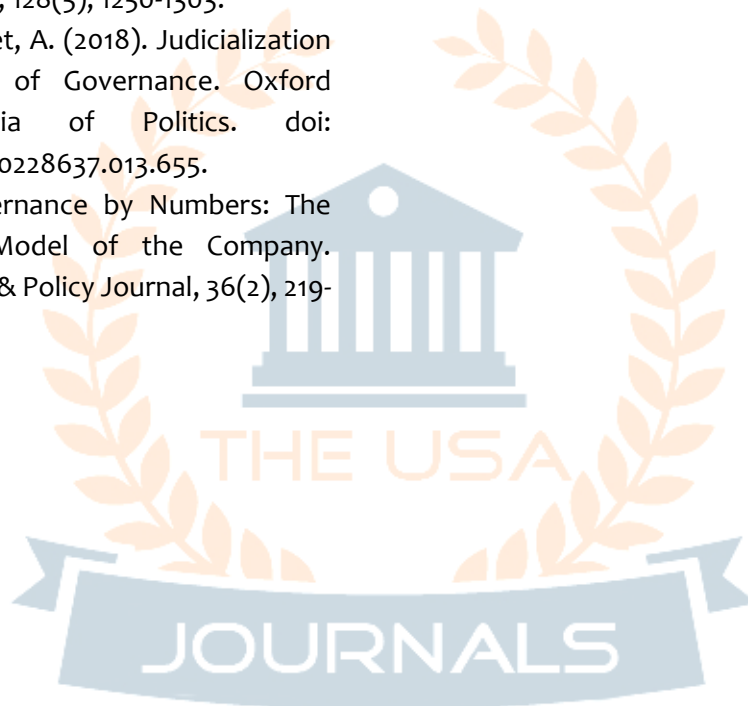 , 128(5), 1250-1303.
et, A. (2018). Judicialization
of Governance. Oxford
ia of Politics. doi:
0228637.013.655.
ernance by Numbers: The
Model of the Company.
& Policy Journal, 36(2), 219-
THE USA
JOURNALS